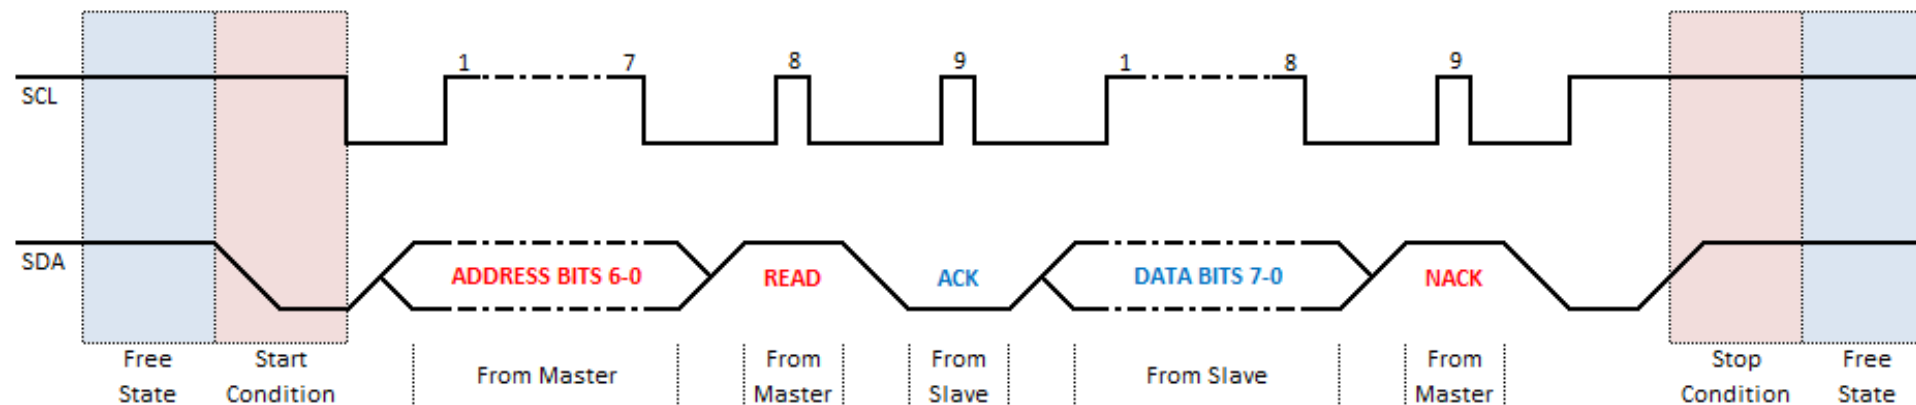 1 7 8 9 1 8 9
SCL
SDA
ADDRESS BITS 6-0 READ ACK DATA BITS 7-0 NACK
Free State
Start Condition
From Master
From Master
From Slave
From Slave
From Master
Stop Condition
Free State